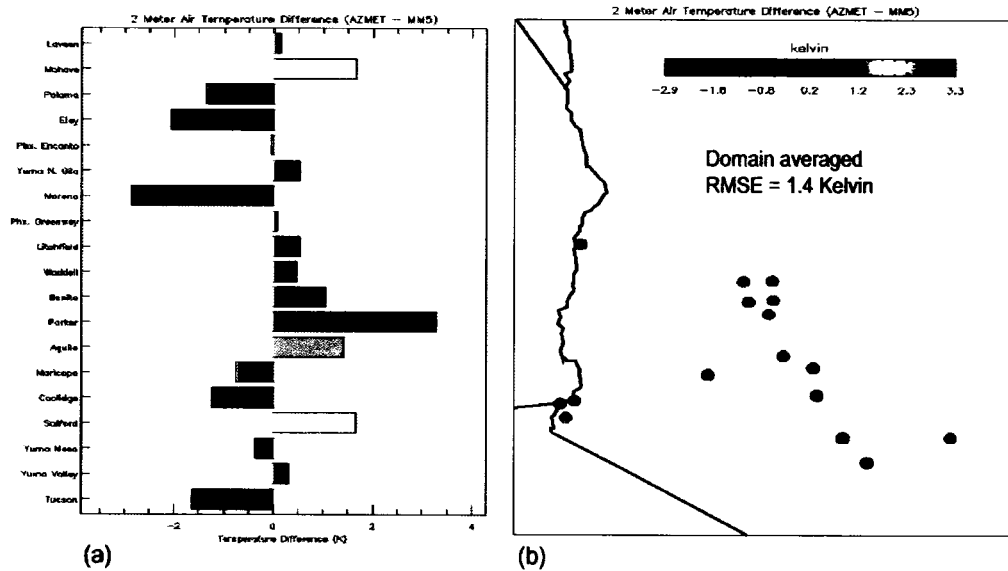 2 Meter Air Temperature Difference (AZMET - MM5)
Laveen
Mohave
Paloma
Eloy
Phx. Encanto
Yuma N. Gila
Marana
Phx. Greenway
Litchfield
Waddell
Bonita
Parker
Aguila
Maricopa
Coolidge
Safford
Yuma Mesa
Yuma Valley
Tucson
-2
0
2
4
Temperature Difference (K)
(a)
2 Meter Air Temperature Difference (AZMET - MM5)
kelvin
-2.9 -1.8 -0.8 0.2 1.2 2.3 3.3
Domain averaged
RMSE = 1.4 Kelvin
(b)